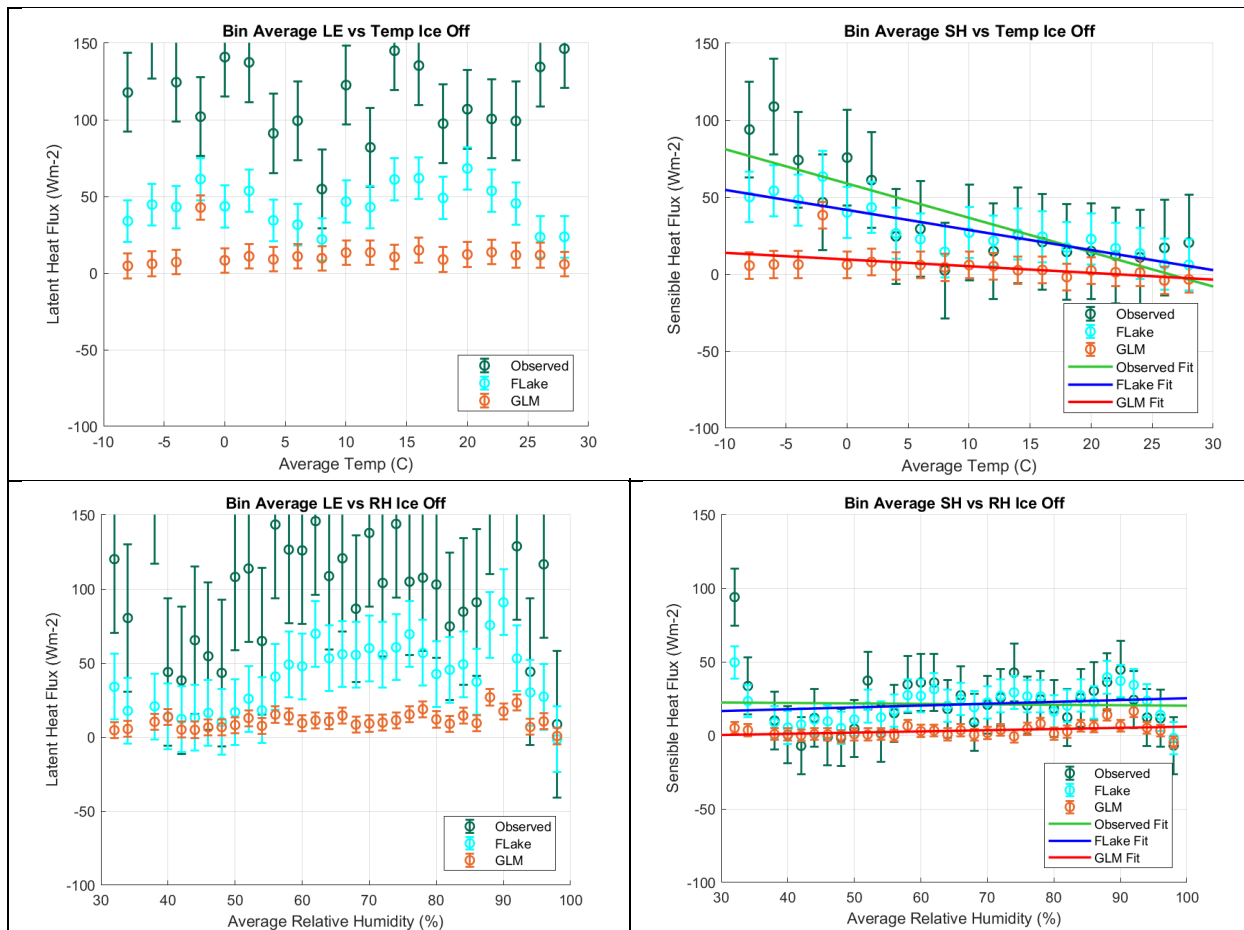 Bin Average LE vs Temp Ice Off
150
100
50
0
-50
-100
Latent Heat Flux (Wm-2)
Observed
FLake
GLM
-10 -5 0 5 10 15 20 25 30
Average Temp (C)
Bin Average SH vs Temp Ice Off
150
100
50
0
-50
-100
Sensible Heat Flux (Wm-2)
Observed
FLake
GLM
Observed Fit
FLake Fit
GLM Fit
-10 -5 0 5 10 15 20 25 30
Average Temp (C)
Bin Average LE vs RH Ice Off
150
100
50
0
-50
-100
Latent Heat Flux (Wm-2)
Observed
FLake
GLM
30 40 50 60 70 80 90 100
Average Relative Humidity (%)
Bin Average SH vs RH Ice Off
150
100
50
0
-50
-100
Sensible Heat Flux (Wm-2)
Observed
FLake
GLM
Observed Fit
FLake Fit
GLM Fit
30 40 50 60 70 80 90 100
Average Relative Humidity (%)